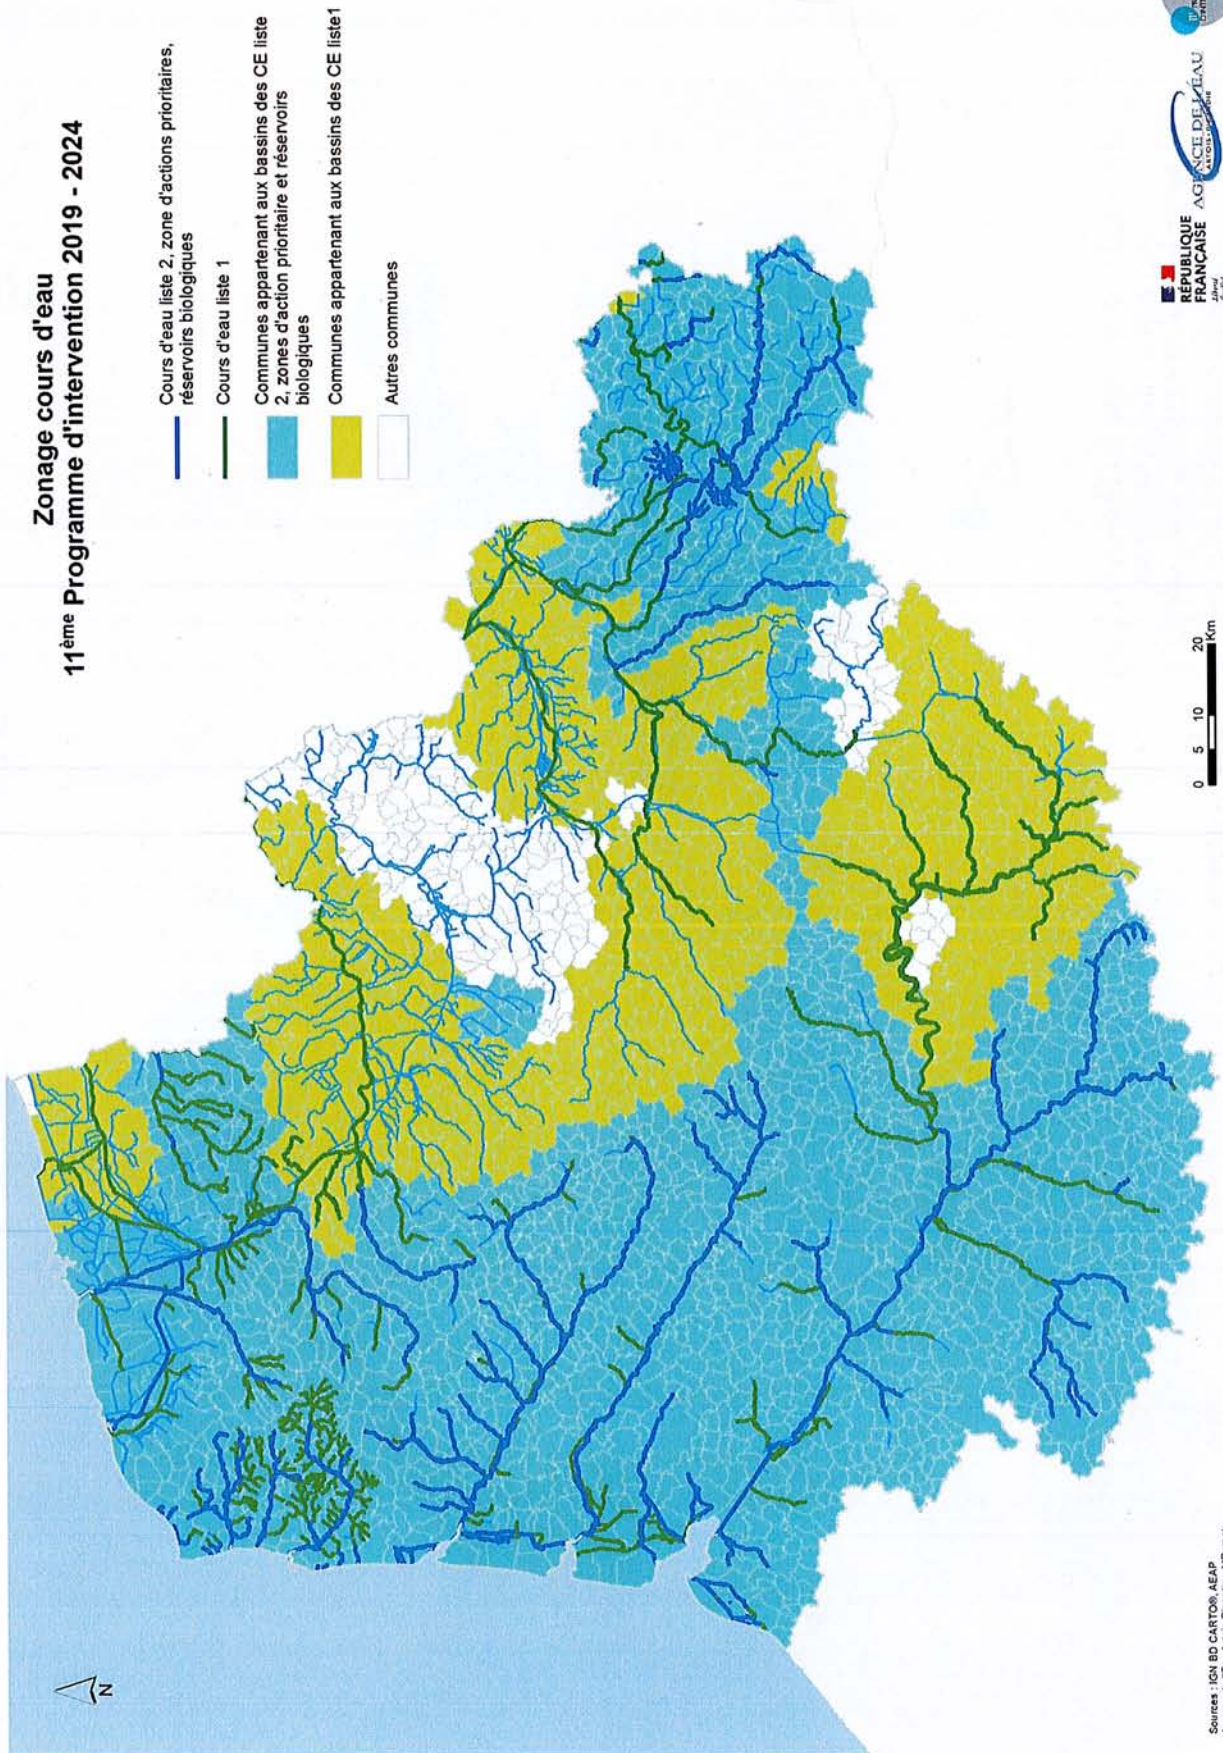 Zonage cours d'eau
11ème Programme d'intervention 2019 - 2024
Cours d'eau liste 2, zone d'actions prioritaires,
réservoirs biologiques
Cours d'eau liste 1
Communes appartenant aux bassins des CE liste
2, zones d'action prioritaire et réservoirs
biologiques
Communes appartenant aux bassins des CE liste1
Autres communes
N
0 5 10 20
Km
RÉPUBLIQUE
FRANÇAISE
AGENCE DE L'EAU
ARTOIS - PICARDIE
Sources : IGN BD CARTO®, AEAP